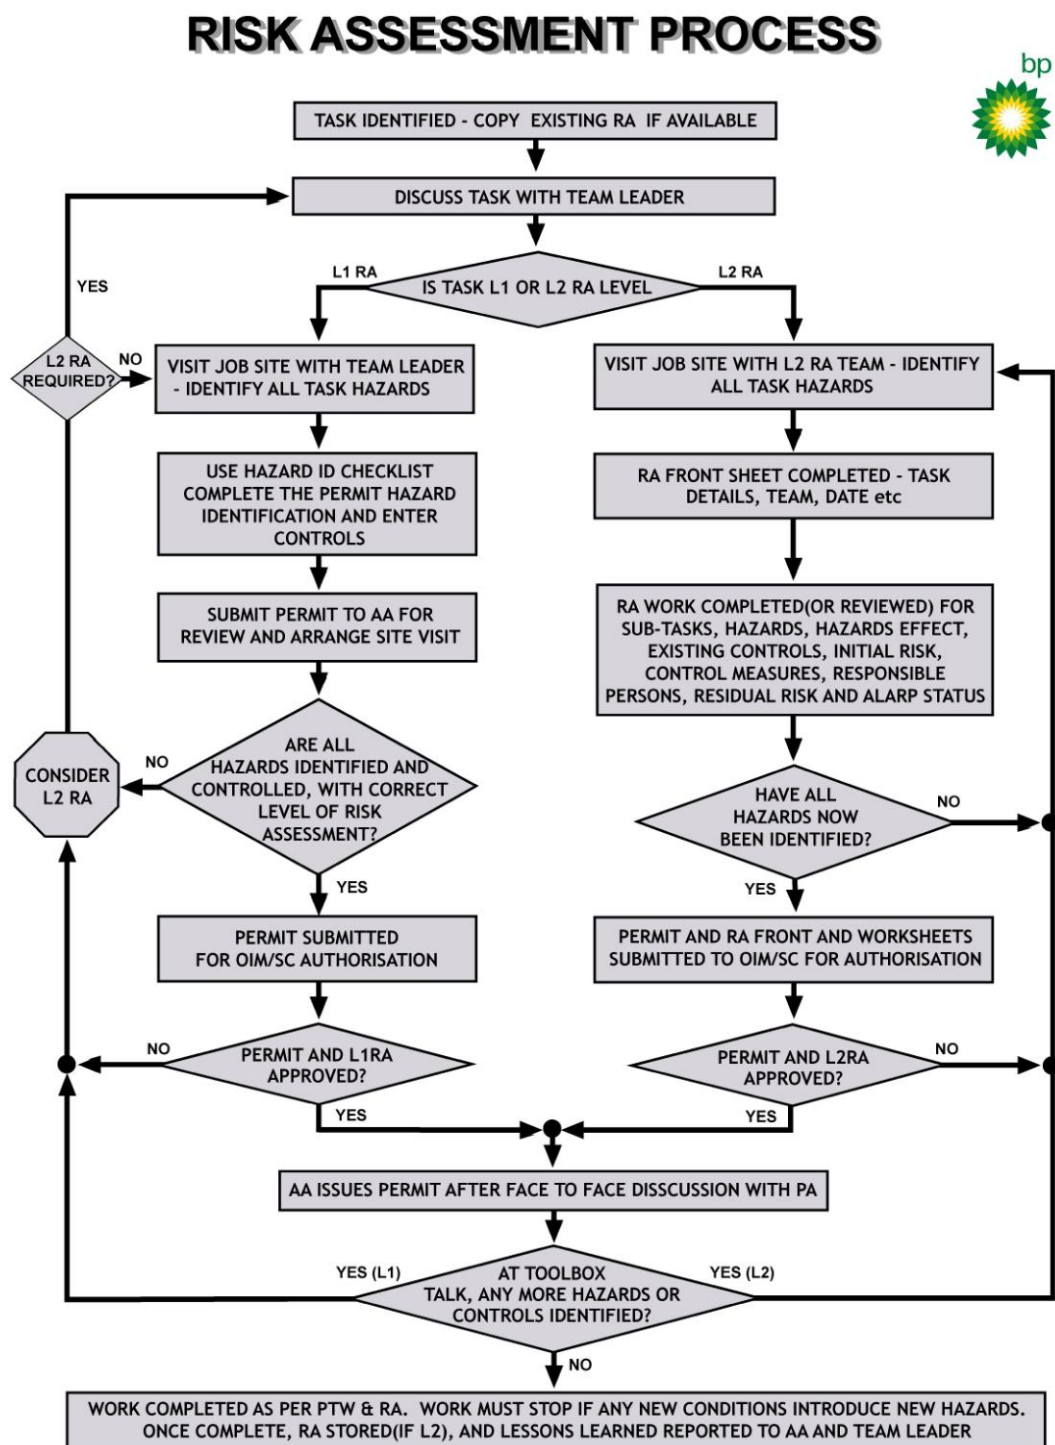 RISK ASSESSMENT PROCESS
bp
TASK IDENTIFIED - COPY EXISTING RA IF AVAILABLE
DISCUSS TASK WITH TEAM LEADER
L1 RA
L2 RA
IS TASK L1 OR L2 RA LEVEL
YES
L2 RA
REQUIRED?
NO
VISIT JOB SITE WITH TEAM LEADER
- IDENTIFY ALL TASK HAZARDS
VISIT JOB SITE WITH L2 RA TEAM - IDENTIFY
ALL TASK HAZARDS
USE HAZARD ID CHECKLIST
COMPLETE THE PERMIT HAZARD
IDENTIFICATION AND ENTER
CONTROLS
RA FRONT SHEET COMPLETED - TASK
DETAILS, TEAM, DATE etc
SUBMIT PERMIT TO AA FOR
REVIEW AND ARRANGE SITE VISIT
RA WORK COMPLETED(OR REVIEWED) FOR
SUB-TASKS, HAZARDS, HAZARDS EFFECT,
EXISTING CONTROLS, INITIAL RISK,
CONTROL MEASURES, RESPONSIBLE
PERSONS, RESIDUAL RISK AND ALARP STATUS
CONSIDER
L2 RA
NO
ARE ALL
HAZARDS IDENTIFIED AND
CONTROLLED, WITH CORRECT
LEVEL OF RISK
ASSESSMENT?
HAVE ALL
HAZARDS NOW
BEEN IDENTIFIED?
NO
YES
YES
PERMIT SUBMITTED
FOR OIM/SC AUTHORISATION
PERMIT AND RA FRONT AND WORKSHEETS
SUBMITTED TO OIM/SC FOR AUTHORISATION
NO
PERMIT AND L1RA
APPROVED?
PERMIT AND L2RA
APPROVED?
NO
YES
YES
AA ISSUES PERMIT AFTER FACE TO FACE DISSCUSSION WITH PA
YES (L1)
AT TOOLBOX
TALK, ANY MORE HAZARDS OR
CONTROLS IDENTIFIED?
YES (L2)
NO
WORK COMPLETED AS PER PTW & RA. WORK MUST STOP IF ANY NEW CONDITIONS INTRODUCE NEW HAZARDS.
ONCE COMPLETE, RA STORED(IF L2), AND LESSONS LEARNED REPORTED TO AA AND TEAM LEADER